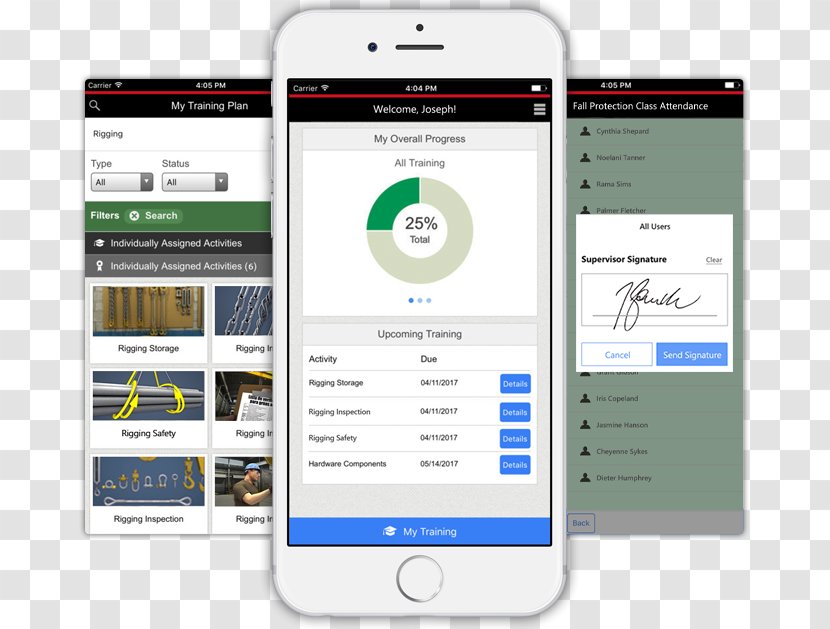 Carrier 4:05 PM
My Training Plan
Rigging
Type Status
All All
Filters Search
Individually Assigned Activities
Individually Assigned Activities (6)
Rigging Storage
Rigging In
Rigging Safety
Rigging In
Rigging Inspection
Rigging In
Carrier 4:04 PM
Welcome, Joseph!
My Overall Progress
All Training
25%
Total
Upcoming Training
Activity Due
Rigging Storage 04/11/2017 Details
Rigging Inspection 04/11/2017 Details
Rigging Safety 04/11/2017 Details
Hardware Components 05/14/2017 Details
My Training
4:05 PM
Fall Protection Class Attendance
Cynthia Shepard
Noelani Tanner
Rama Sims
Palmer Fletcher
All Users
Supervisor Signature Clear
Cancel Send Signature
Grant Gibson
Iris Copeland
Jasmine Hanson
Cheyenne Sykes
Dieter Humphrey
Back